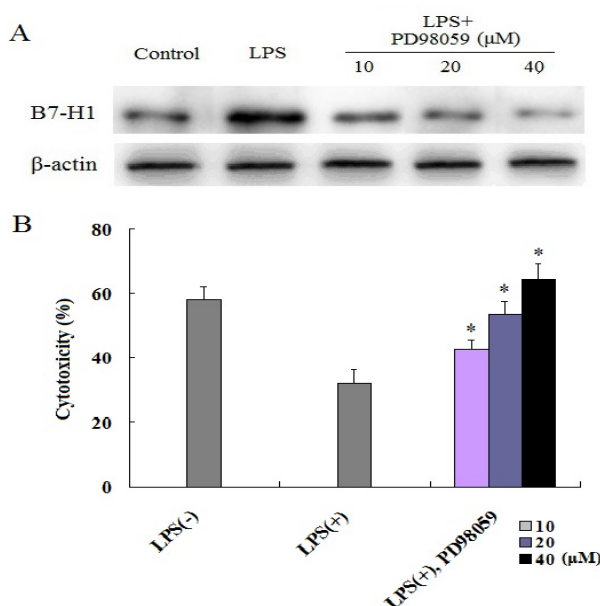 A
LPS+
PD98059 (μM)
Control LPS 10 20 40
B7-H1
β-actin
B
Cytotoxicity (%)
80
60
40
20
0
* * *
LPS(-)
LPS(+)
LPS(+), PD98059
10
20
40 (μM)